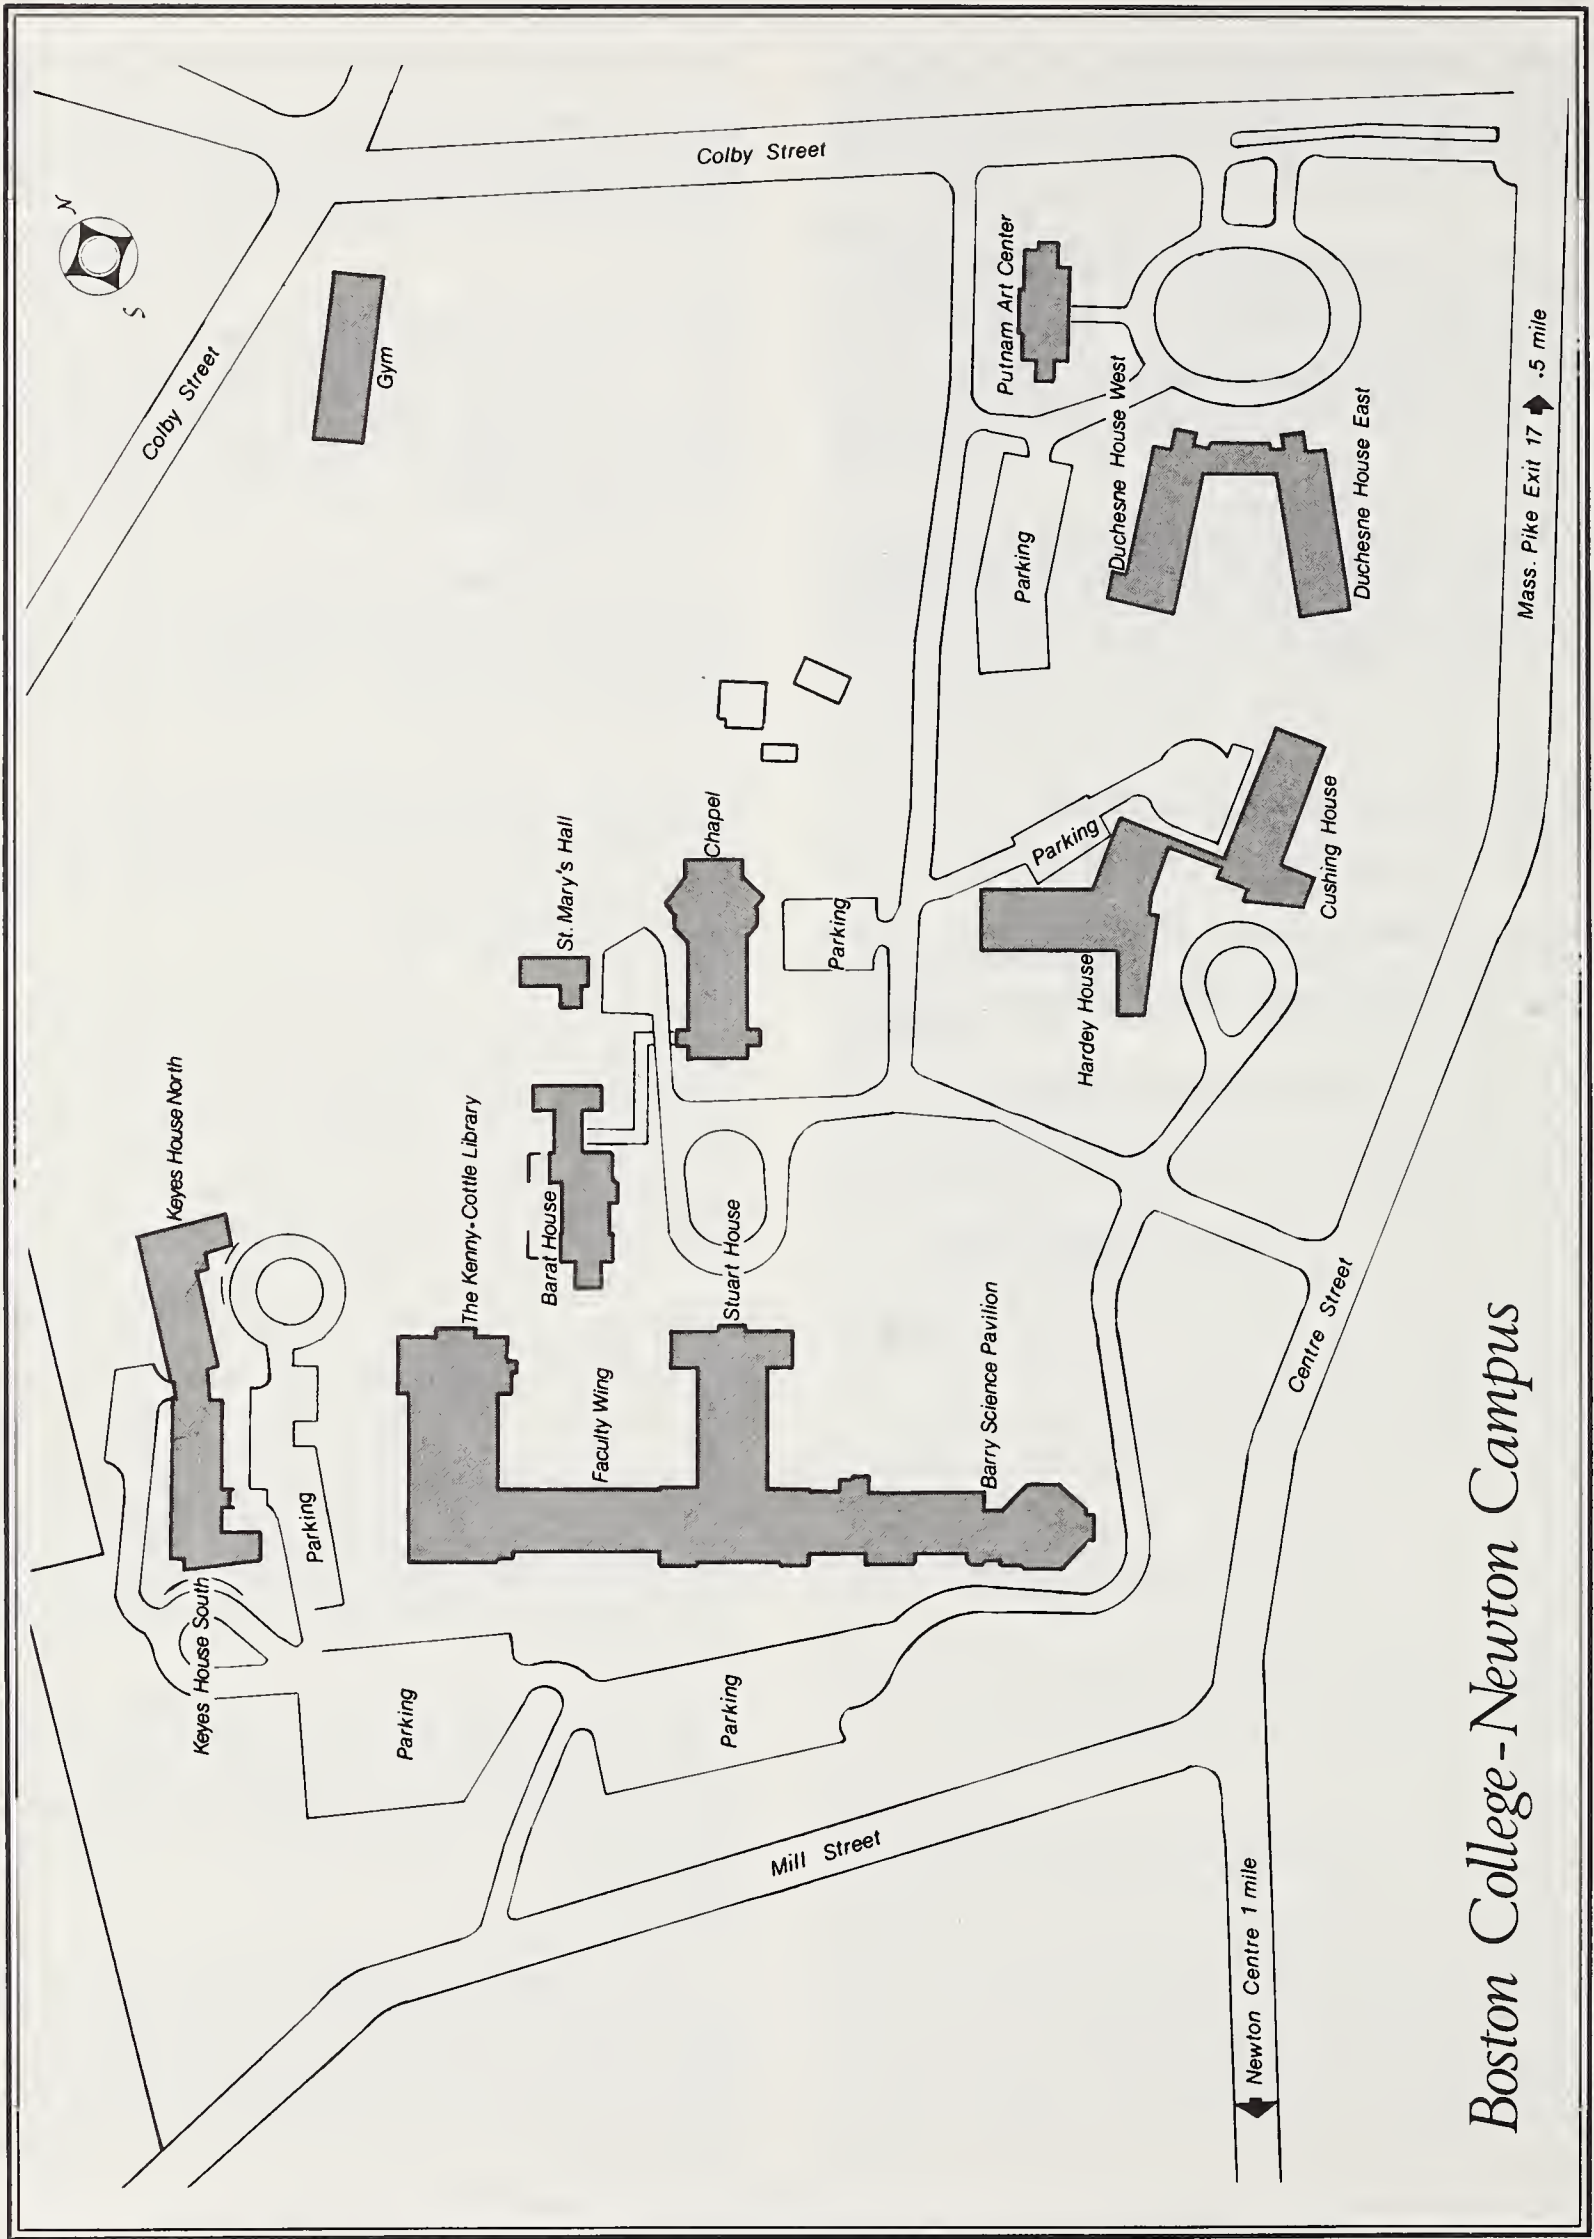 N
S
Colby Street
Colby Street
Gym
Putnam Art Center
Duchesne House West
Duchesne House East
Parking
Mass. Pike Exit 17 .5 mile
Chapel
St. Mary's Hall
Parking
Parking
Cushing House
Hardey House
Keyes House North
The Kenny-Cottle Library
Barat House
Stuart House
Faculty Wing
Barry Science Pavilion
Centre Street
Parking
Keyes House South
Parking
Parking
Mill Street
Newton Centre 1 mile
Boston College-Newton Campus